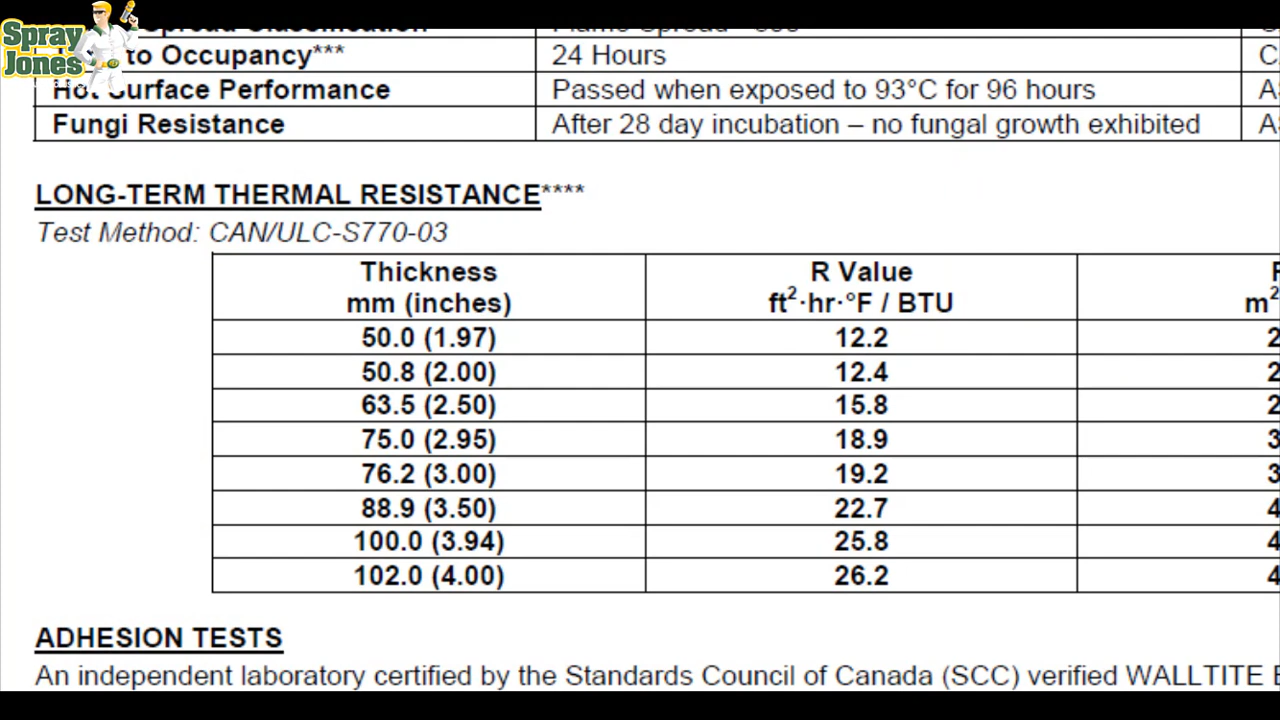 Spray
Jones
to Occupancy*** 24 Hours
Hot Surface Performance Passed when exposed to 93°C for 96 hours
Fungi Resistance After 28 day incubation – no fungal growth exhibited
LONG-TERM THERMAL RESISTANCE****
Test Method: CAN/ULC-S770-03
Thickness R Value
mm (inches) ft²·hr·°F / BTU
50.0 (1.97) 12.2
50.8 (2.00) 12.4
63.5 (2.50) 15.8
75.0 (2.95) 18.9
76.2 (3.00) 19.2
88.9 (3.50) 22.7
100.0 (3.94) 25.8
102.0 (4.00) 26.2
ADHESION TESTS
An independent laboratory certified by the Standards Council of Canada (SCC) verified WALLTITE